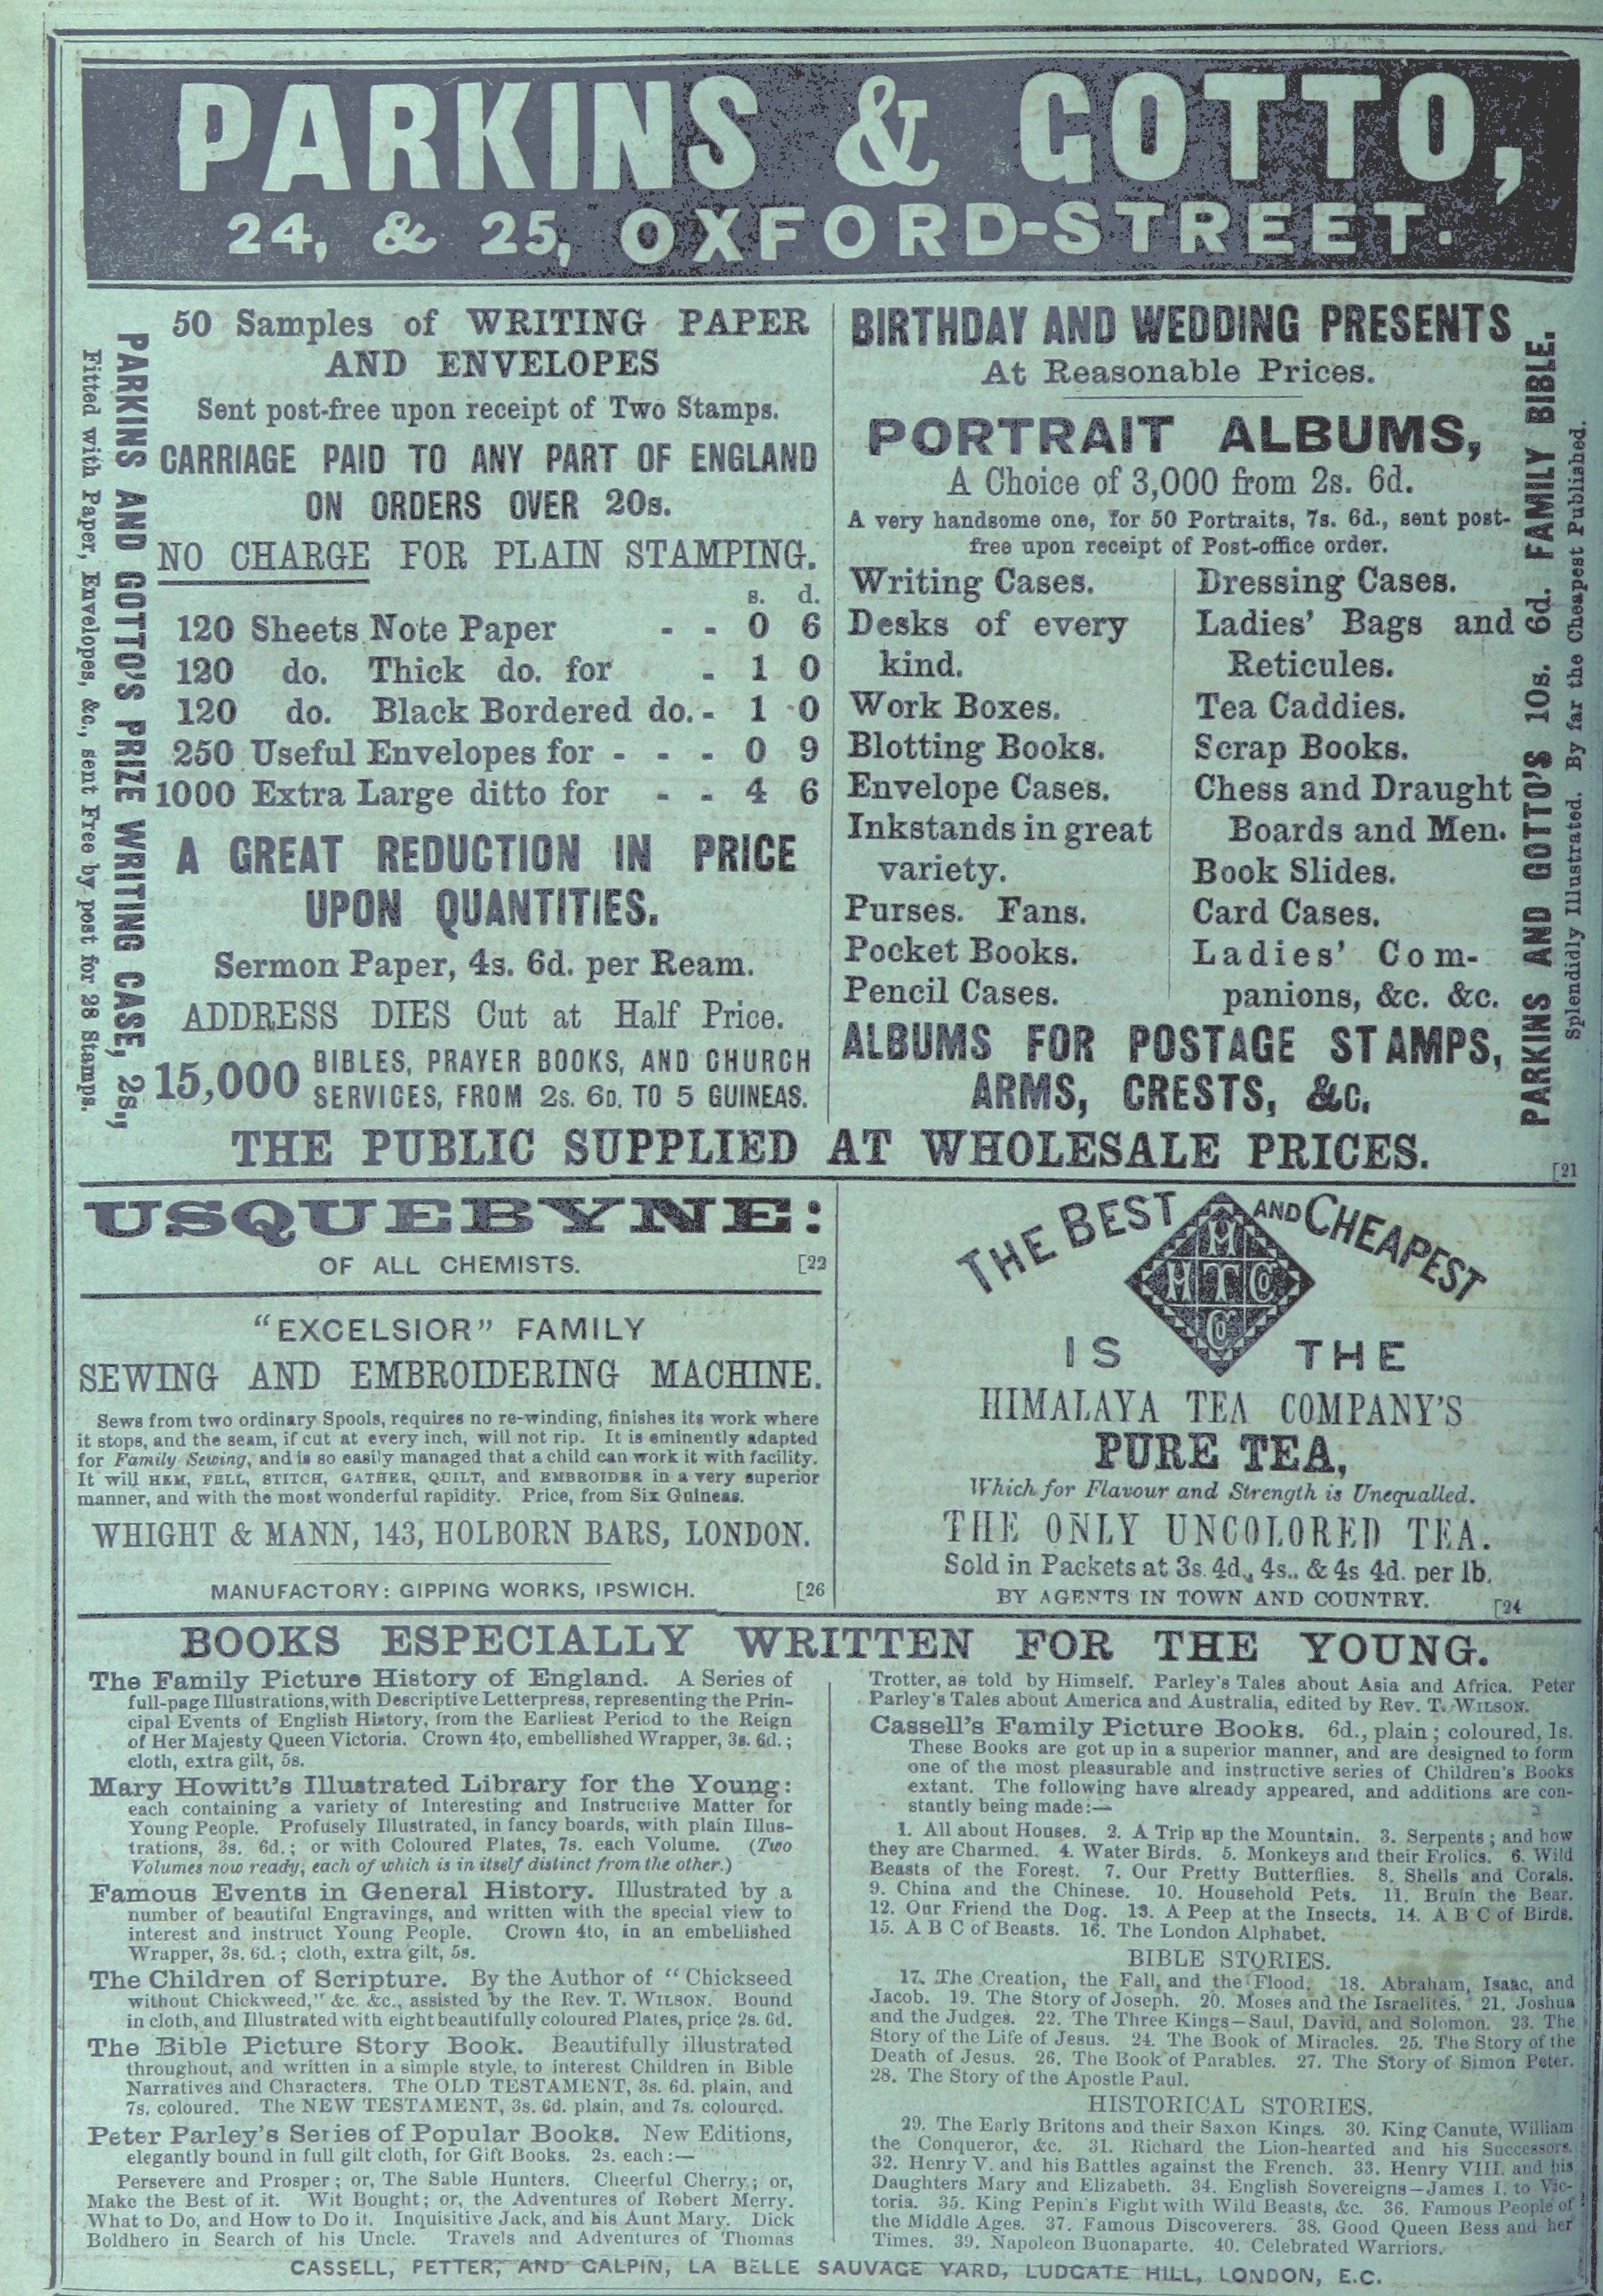 PARKINS & GOTTO,
24, & 25, OXFORD-STREET.
PARKINS AND GOTTO'S PRIZE WRITING CASE, 2s.,
Fitted with Paper, Envelopes, &c., sent Free by post for 28 Stamps.
50 Samples of WRITING PAPER
AND ENVELOPES
Sent post-free upon receipt of Two Stamps.
CARRIAGE PAID TO ANY PART OF ENGLAND
ON ORDERS OVER 20s.
NO CHARGE FOR PLAIN STAMPING.
s. d.
120 Sheets Note Paper - - 0 6
120 do. Thick do. for - 1 0
120 do. Black Bordered do. - 1 0
250 Useful Envelopes for - - - 0 9
1000 Extra Large ditto for - - 4 6
A GREAT REDUCTION IN PRICE
UPON QUANTITIES.
Sermon Paper, 4s. 6d. per Ream.
ADDRESS DIES Cut at Half Price.
15,000 BIBLES, PRAYER BOOKS, AND CHURCH
SERVICES, FROM 2s. 6D. TO 5 GUINEAS.
BIRTHDAY AND WEDDING PRESENTS
At Reasonable Prices.
PORTRAIT ALBUMS,
A Choice of 3,000 from 2s. 6d.
A very handsome one, for 50 Portraits, 7s. 6d., sent post-
free upon receipt of Post-office order.
Writing Cases.
Desks of every
kind.
Work Boxes.
Blotting Books.
Envelope Cases.
Inkstands in great
variety.
Purses. Fans.
Pocket Books.
Pencil Cases.
Dressing Cases.
Ladies' Bags and
Reticules.
Tea Caddies.
Scrap Books.
Chess and Draught
Boards and Men.
Book Slides.
Card Cases.
Ladies' Com-
panions, &c. &c.
ALBUMS FOR POSTAGE STAMPS,
ARMS, CRESTS, &c.
PARKINS AND GOTTO'S 10s. 6d. FAMILY BIBLE.
Splendidly Illustrated. By far the Cheapest Published.
THE PUBLIC SUPPLIED AT WHOLESALE PRICES.
[21
USQUEBYNE:
OF ALL CHEMISTS. [22
"EXCELSIOR" FAMILY
SEWING AND EMBROIDERING MACHINE.
Sews from two ordinary Spools, requires no re-winding, finishes its work where
it stops, and the seam, if cut at every inch, will not rip. It is eminently adapted
for Family Sewing, and is so easily managed that a child can work it with facility.
It will HEM, FELL, STITCH, GATHER, QUILT, and EMBROIDER in a very superior
manner, and with the most wonderful rapidity. Price, from Six Guineas.
WHIGHT & MANN, 143, HOLBORN BARS, LONDON.
MANUFACTORY: GIPPING WORKS, IPSWICH. [26
THE BEST AND CHEAPEST
M
HTCo
Co
IS THE
HIMALAYA TEA COMPANY'S
PURE TEA,
Which for Flavour and Strength is Unequalled.
THE ONLY UNCOLORED TEA.
Sold in Packets at 3s. 4d., 4s., & 4s 4d. per lb.
BY AGENTS IN TOWN AND COUNTRY. [24
BOOKS ESPECIALLY WRITTEN FOR THE YOUNG.
The Family Picture History of England. A Series of
full-page Illustrations, with Descriptive Letterpress, representing the Prin-
cipal Events of English History, from the Earliest Period to the Reign
of Her Majesty Queen Victoria. Crown 4to, embellished Wrapper, 3s. 6d.;
cloth, extra gilt, 5s.
Mary Howitt's Illustrated Library for the Young:
each containing a variety of Interesting and Instructive Matter for
Young People. Profusely Illustrated, in fancy boards, with plain Illus-
trations, 3s. 6d.; or with Coloured Plates, 7s. each Volume. (Two
Volumes now ready, each of which is in itself distinct from the other.)
Famous Events in General History. Illustrated by a
number of beautiful Engravings, and written with the special view to
interest and instruct Young People. Crown 4to, in an embellished
Wrapper, 3s. 6d.; cloth, extra gilt, 5s.
The Children of Scripture. By the Author of "Chickseed
without Chickweed," &c. &c., assisted by the Rev. T. WILSON. Bound
in cloth, and Illustrated with eight beautifully coloured Plates, price 2s. 6d.
The Bible Picture Story Book. Beautifully illustrated
throughout, and written in a simple style, to interest Children in Bible
Narratives and Characters. The OLD TESTAMENT, 3s. 6d. plain, and
7s. coloured. The NEW TESTAMENT, 3s. 6d. plain, and 7s. coloured.
Peter Parley's Series of Popular Books. New Editions,
elegantly bound in full gilt cloth, for Gift Books. 2s. each:—
Persevere and Prosper; or, The Sable Hunters. Cheerful Cherry; or,
Make the Best of it. Wit Bought; or, the Adventures of Robert Merry.
What to Do, and How to Do it. Inquisitive Jack, and his Aunt Mary. Dick
Boldhero in Search of his Uncle. Travels and Adventures of Thomas
Trotter, as told by Himself. Parley's Tales about Asia and Africa. Peter
Parley's Tales about America and Australia, edited by Rev. T. WILSON.
Cassell's Family Picture Books. 6d., plain; coloured, 1s.
These Books are got up in a superior manner, and are designed to form
one of the most pleasurable and instructive series of Children's Books
extant. The following have already appeared, and additions are con-
stantly being made:—
1. All about Houses. 2. A Trip up the Mountain. 3. Serpents; and how
they are Charmed. 4. Water Birds. 5. Monkeys and their Frolics. 6. Wild
Beasts of the Forest. 7. Our Pretty Butterflies. 8. Shells and Corals.
9. China and the Chinese. 10. Household Pets. 11. Bruin the Bear.
12. Our Friend the Dog. 13. A Peep at the Insects. 14. A B C of Birds.
15. A B C of Beasts. 16. The London Alphabet.
BIBLE STORIES.
17. The Creation, the Fall, and the Flood. 18. Abraham, Isaac, and
Jacob. 19. The Story of Joseph. 20. Moses and the Israelites. 21. Joshua
and the Judges. 22. The Three Kings—Saul, David, and Solomon. 23. The
Story of the Life of Jesus. 24. The Book of Miracles. 25. The Story of the
Death of Jesus. 26. The Book of Parables. 27. The Story of Simon Peter.
28. The Story of the Apostle Paul.
HISTORICAL STORIES.
29. The Early Britons and their Saxon Kings. 30. King Canute, William
the Conqueror, &c. 31. Richard the Lion-hearted and his Successors.
32. Henry V. and his Battles against the French. 33. Henry VIII. and his
Daughters Mary and Elizabeth. 34. English Sovereigns—James I. to Vic-
toria. 35. King Pepin's Fight with Wild Beasts, &c. 36. Famous People of
the Middle Ages. 37. Famous Discoverers. 38. Good Queen Bess and her
Times. 39. Napoleon Buonaparte. 40. Celebrated Warriors.
CASSELL, PETTER, AND GALPIN, LA BELLE SAUVAGE YARD, LUDGATE HILL, LONDON, E.C.